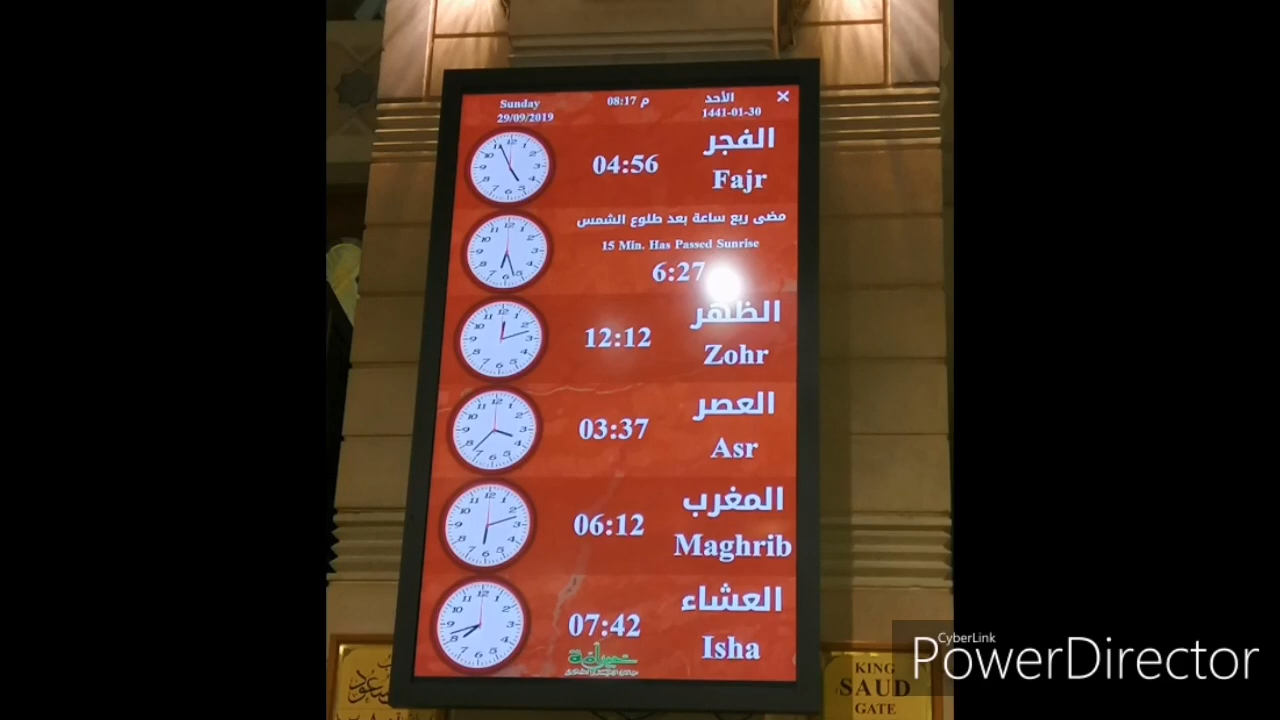 Sunday
29/09/2019
08:17 م
الأحد
1441-01-30
الفجر
04:56
Fajr
مضى ربع ساعة بعد طلوع الشمس
15 Min. Has Passed Sunrise
6:27
الظهر
12:12
Zohr
العصر
03:37
Asr
المغرب
06:12
Maghrib
العشاء
07:42
Isha
KING
SAUD
GATE
CyberLink
PowerDirector